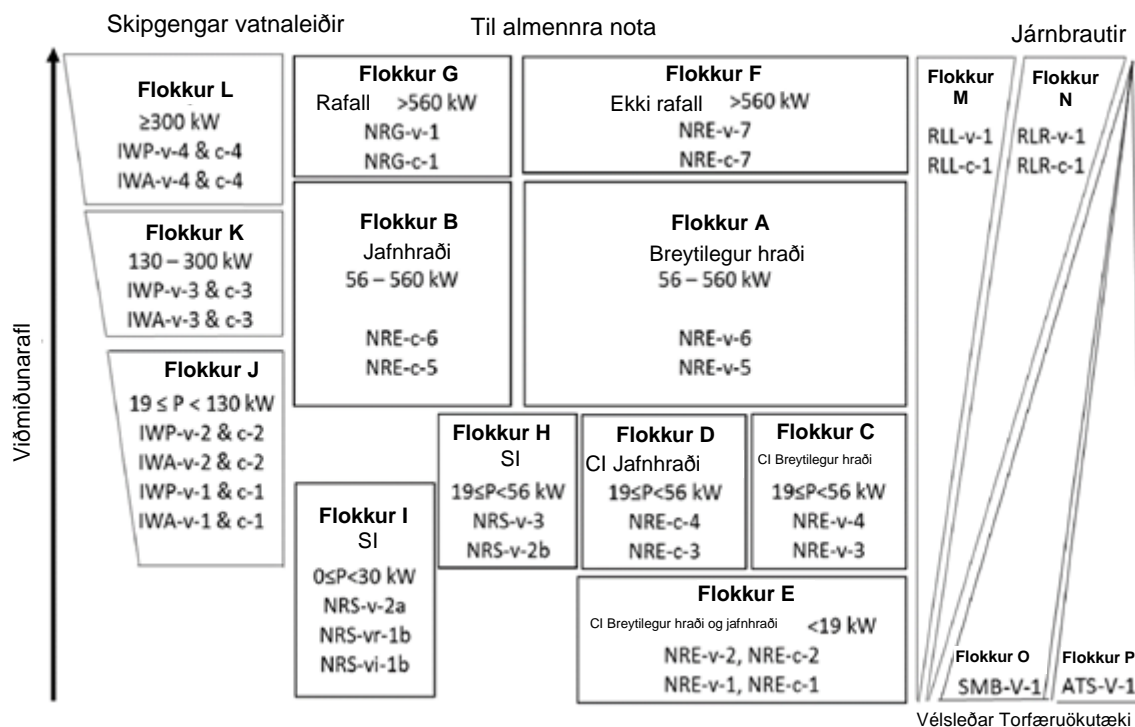 Skipgengar vatnaleiðir
Til almennra nota
Járnbrautir
Viðmiðunarafl
Flokkur L
≥300 kW
IWP-v-4 & c-4
IWA-v-4 & c-4
Flokkur K
130 – 300 kW
IWP-v-3 & c-3
IWA-v-3 & c-3
Flokkur J
19 ≤ P < 130 kW
IWP-v-2 & c-2
IWA-v-2 & c-2
IWP-v-1 & c-1
IWA-v-1 & c-1
Flokkur G
Rafall >560 kW
NRG-v-1
NRG-c-1
Flokkur F
Ekki rafall >560 kW
NRE-v-7
NRE-c-7
Flokkur B
Jafnhraði
56 – 560 kW
NRE-c-6
NRE-c-5
Flokkur A
Breytilegur hraði
56 – 560 kW
NRE-v-6
NRE-v-5
Flokkur H
SI
19≤P<56 kW
NRS-v-3
NRS-v-2b
Flokkur D
CI Jafnhraði
19≤P<56 kW
NRE-c-4
NRE-c-3
Flokkur C
CI Breytilegur hraði
19≤P<56 kW
NRE-v-4
NRE-v-3
Flokkur I
SI
0≤P<30 kW
NRS-v-2a
NRS-vr-1b
NRS-vi-1b
Flokkur E
CI Breytilegur hraði og jafnhraði <19 kW
NRE-v-2, NRE-c-2
NRE-v-1, NRE-c-1
Flokkur
M
RLL-v-1
RLL-c-1
Flokkur
N
RLR-v-1
RLR-c-1
Flokkur O
SMB-V-1
Flokkur P
ATS-V-1
Vélsleðar Torfæruökutæki